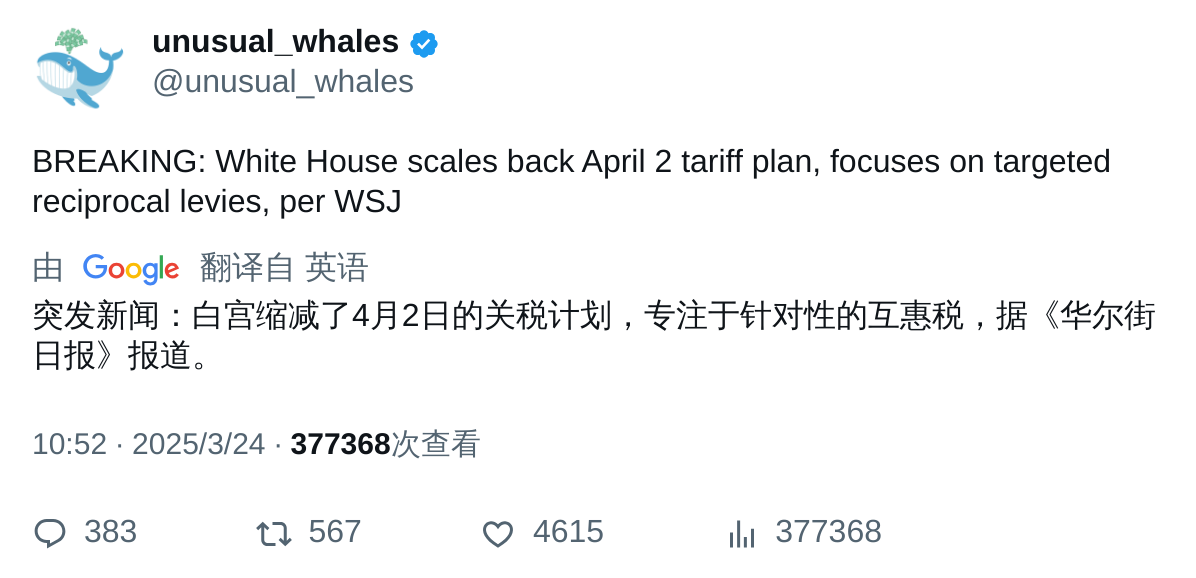 unusual_whales
@unusual_whales
BREAKING: White House scales back April 2 tariff plan, focuses on targeted
reciprocal levies, per WSJ
由 Google 翻译自 英语
突发新闻：白宫缩减了4月2日的关税计划，专注于针对性的互惠税，据《华尔街
日报》报道。
10:52 · 2025/3/24 · 377368次查看
383 567 4615 377368